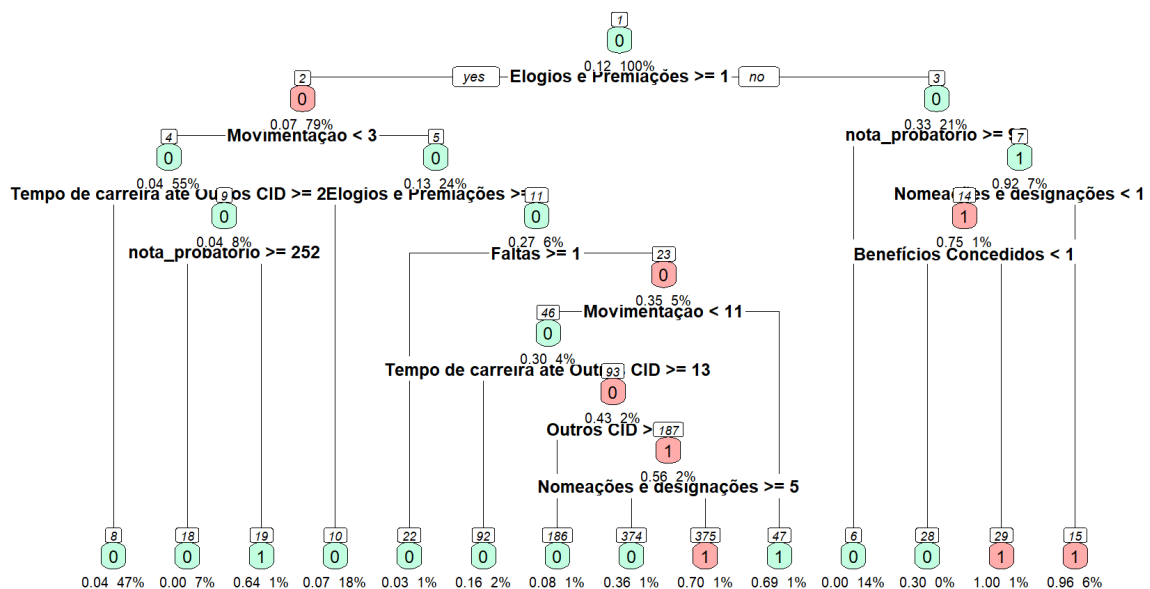 1
0
0.12 100%
yes Elogios e Premiações >= 1 no
2
0
0.07 79%
3
0
0.33 21%
Movimentação < 3
nota_probatório >=
4
0
0.04 55%
5
0
0.13 24%
7
1
0.92 7%
Tempo de carreira até Outros CID >= 2
Elogios e Premiações >=
Nomeações e designações < 1
9
0
0.04 8%
11
0
0.27 6%
14
1
0.75 1%
nota_probatório >= 252
Faltas >= 1
Benefícios Concedidos < 1
23
0
0.35 5%
Movimentação < 11
46
0
0.30 4%
Tempo de carreira até Outros CID >= 13
93
0
0.43 2%
Outros CID >
187
1
0.56 2%
Nomeações e designações >= 5
8 18 19 10 22 92 186 374 375 47 6 28 29 15
0 0 1 0 0 0 0 0 1 1 0 0 1 1
0.04 47% 0.00 7% 0.64 1% 0.07 18% 0.03 1% 0.16 2% 0.08 1% 0.36 1% 0.70 1% 0.69 1% 0.00 14% 0.30 0% 1.00 1% 0.96 6%